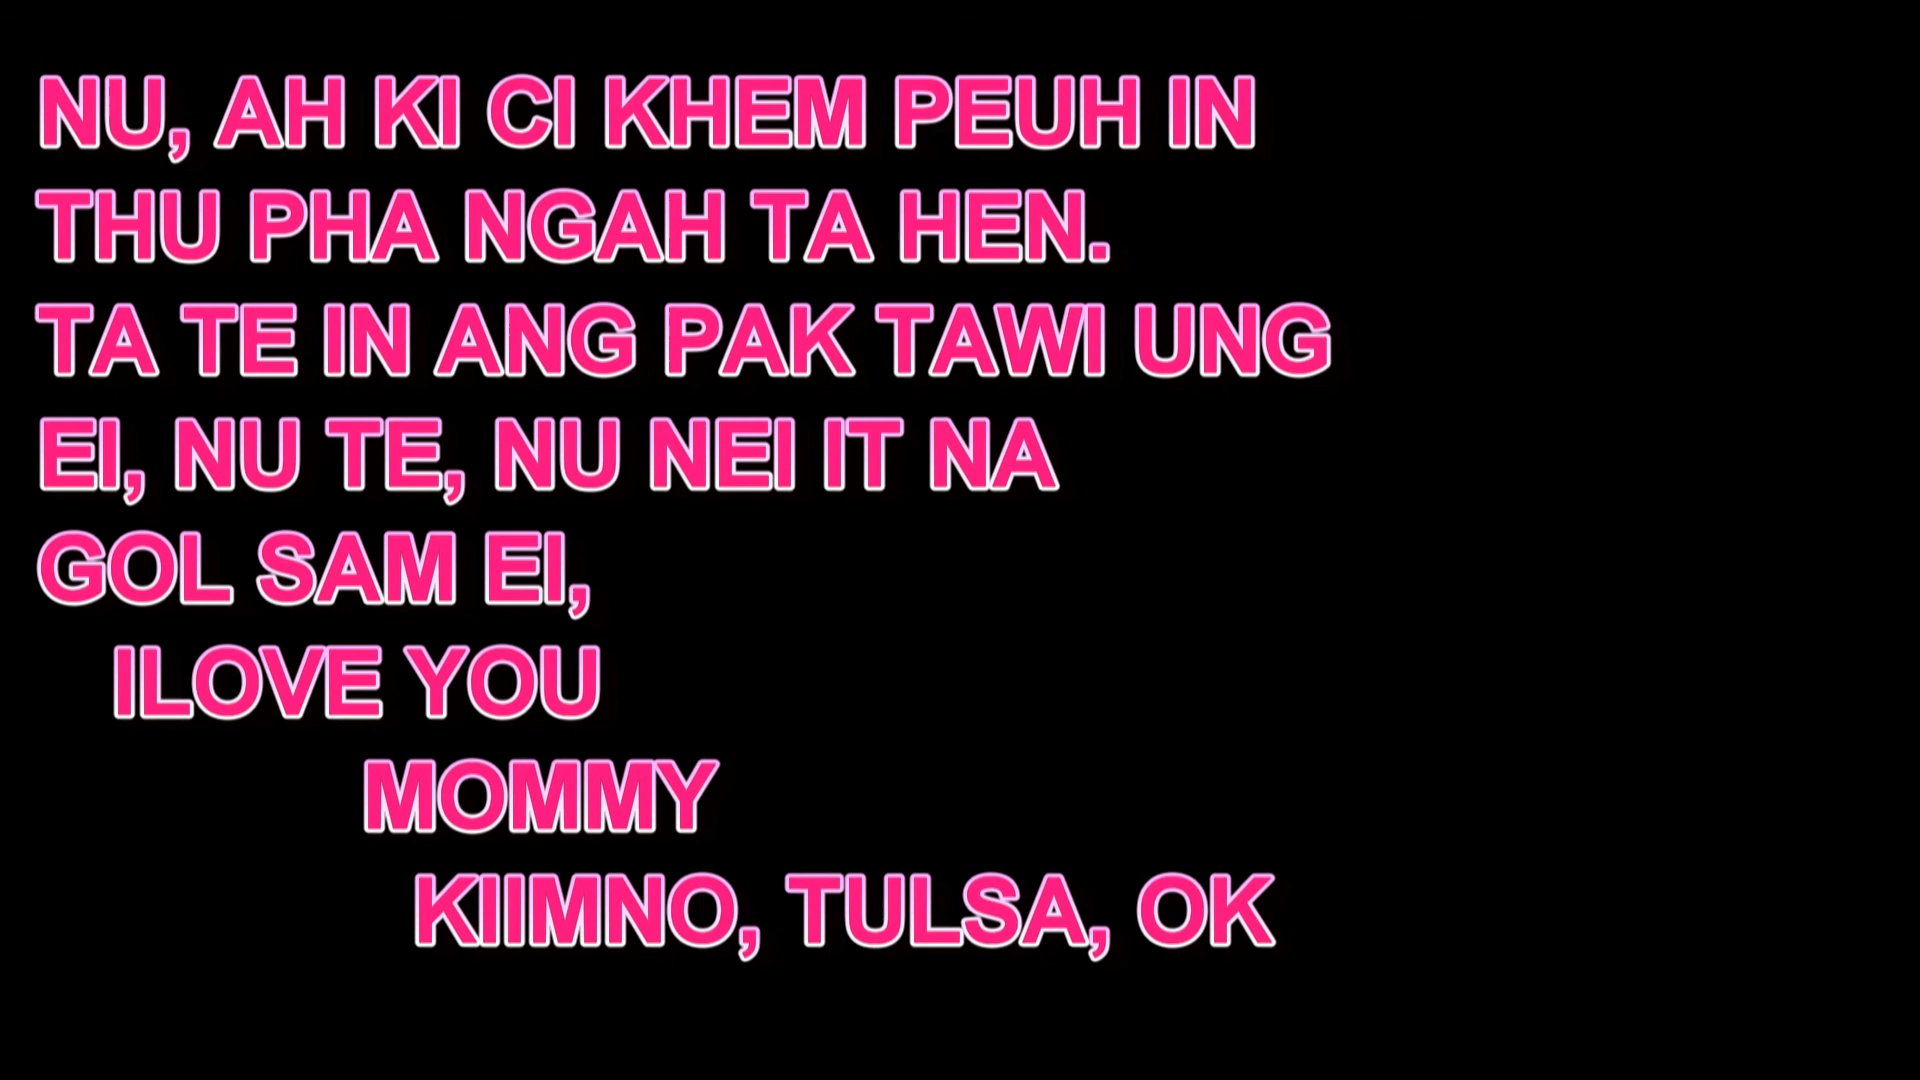 NU, AH KI CI KHEM PEUH IN
THU PHA NGAH TA HEN.
TA TE IN ANG PAK TAWI UNG
EI, NU TE, NU NEI IT NA
GOL SAM EI,
ILOVE YOU
MOMMY
KIIMNO, TULSA, OK